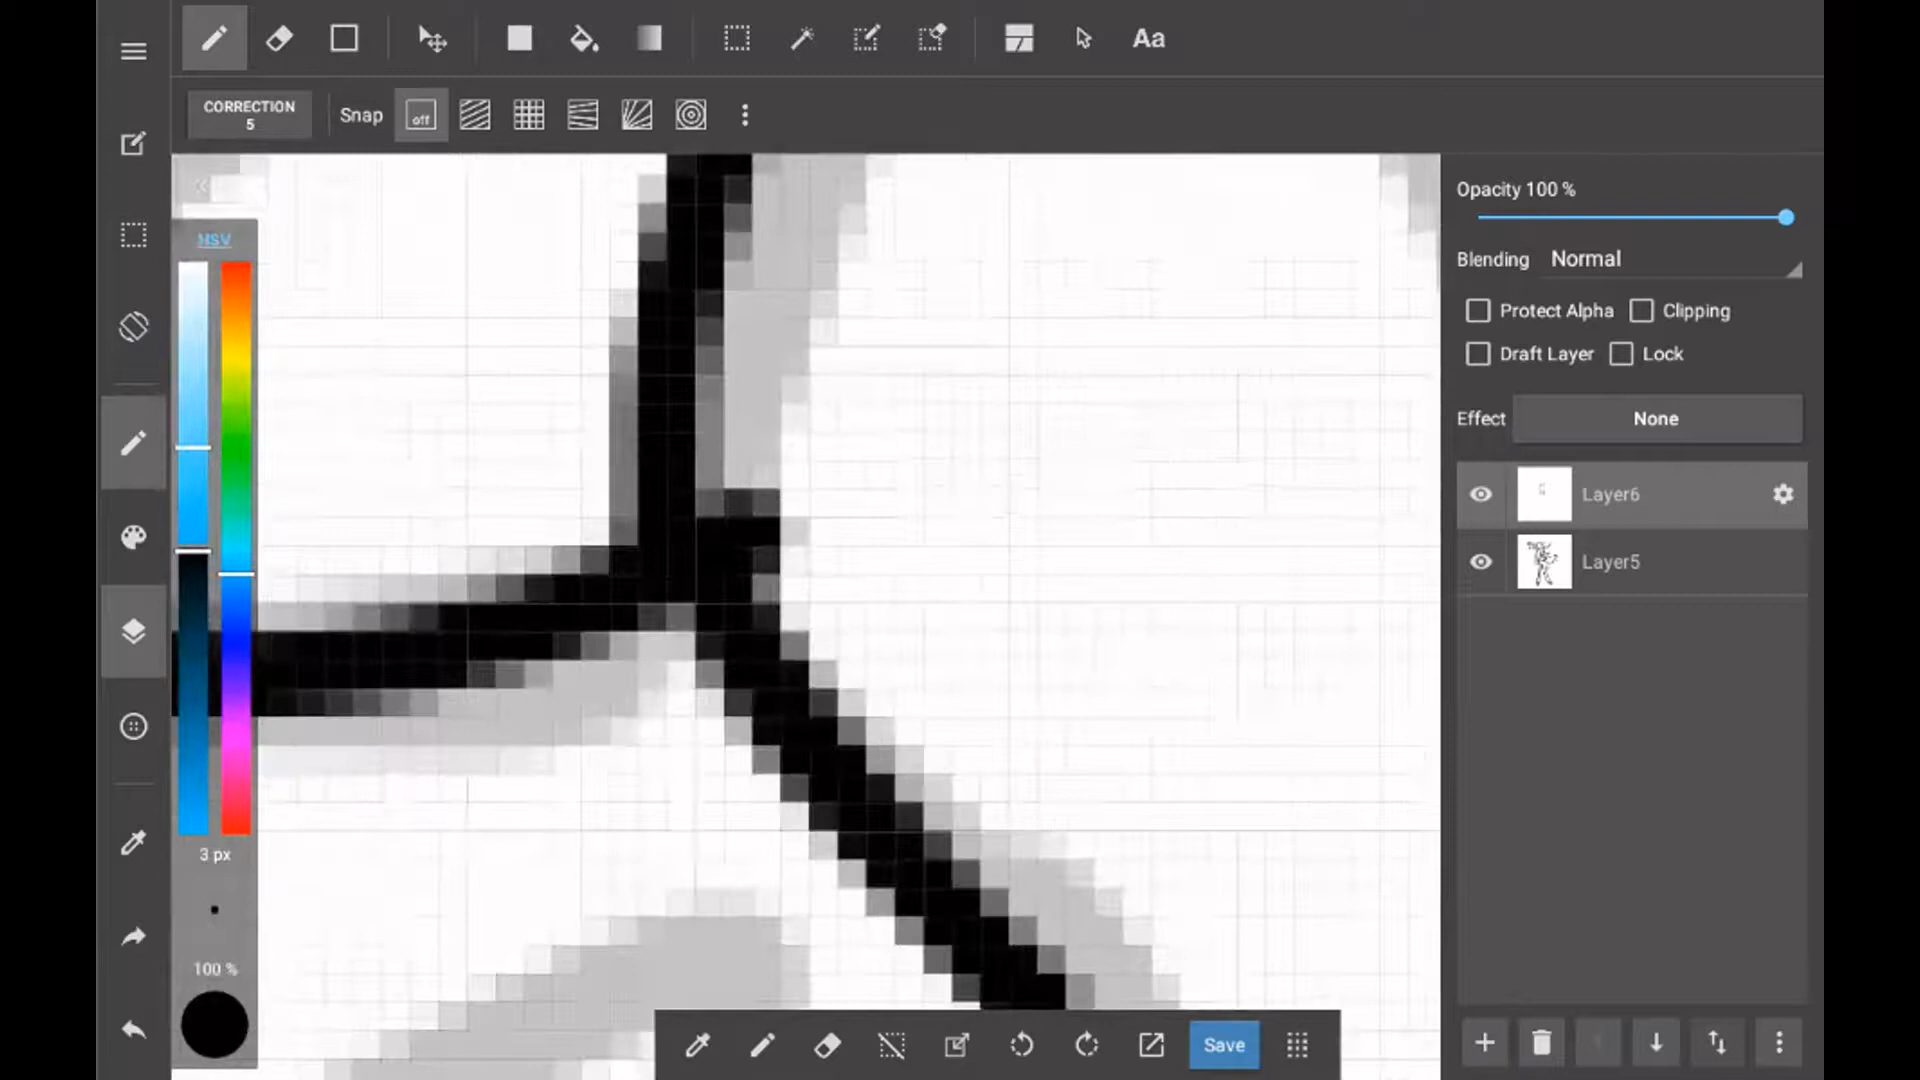 Aa
CORRECTION
5
Snap
off
HSV
3 px
100 %
Opacity 100 %
Blending Normal
Protect Alpha Clipping
Draft Layer Lock
Effect None
Layer6
Layer5
Save